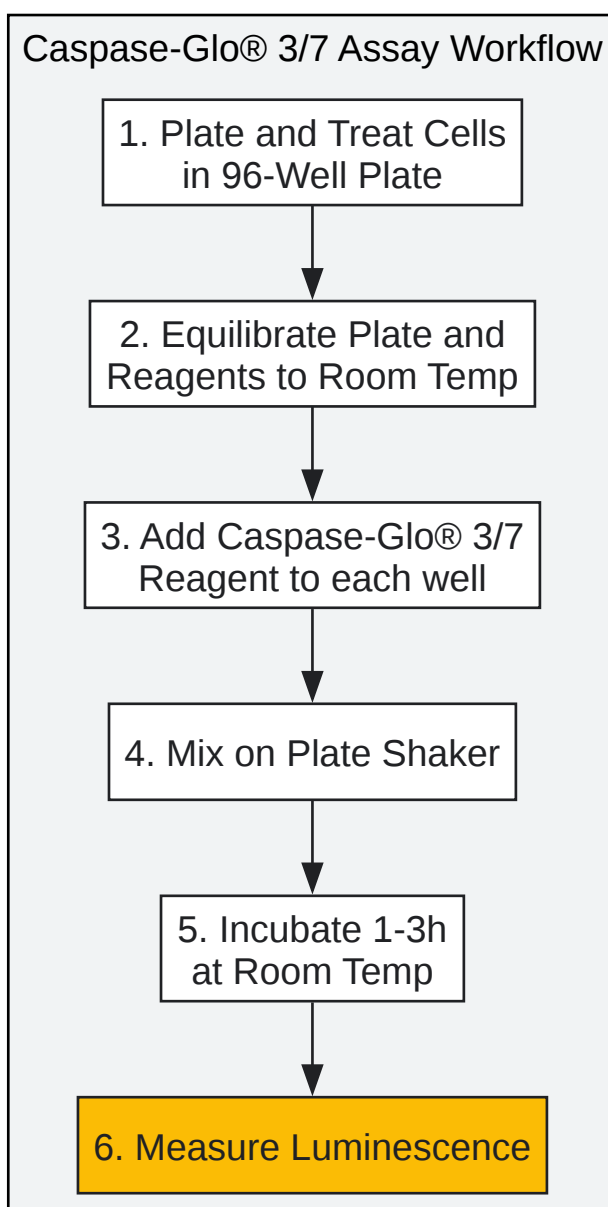 Caspase-Glo® 3/7 Assay Workflow
1. Plate and Treat Cells
in 96-Well Plate
2. Equilibrate Plate and
Reagents to Room Temp
3. Add Caspase-Glo® 3/7
Reagent to each well
4. Mix on Plate Shaker
5. Incubate 1-3h
at Room Temp
6. Measure Luminescence